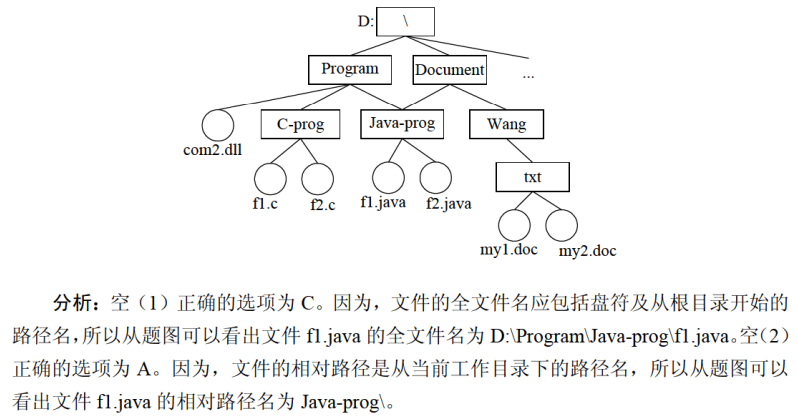 D: \
Program Document ...
C-prog Java-prog Wang
com2.dll
txt
f1.c f2.c f1.java f2.java
my1.doc my2.doc
分析：空（1）正确的选项为 C。因为，文件的全文件名应包括盘符及从根目录开始的
路径名，所以从题图可以看出文件 f1.java 的全文件名为 D:\Program\Java-prog\f1.java。空（2）
正确的选项为 A。因为，文件的相对路径是从当前工作目录下的路径名，所以从题图可以
看出文件 f1.java 的相对路径名为 Java-prog\。